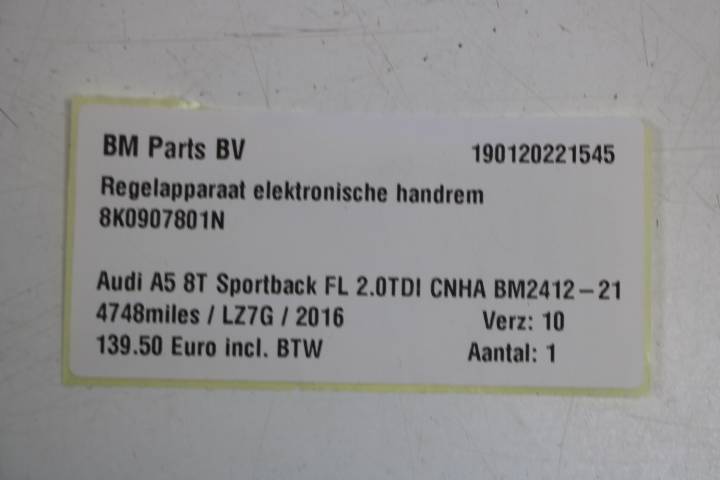 BM Parts BV 190120221545
Regelapparaat elektronische handrem
8K0907801N
Audi A5 8T Sportback FL 2.0TDI CNHA BM2412-21
4748miles / LZ7G / 2016 Verz: 10
139.50 Euro incl. BTW Aantal: 1